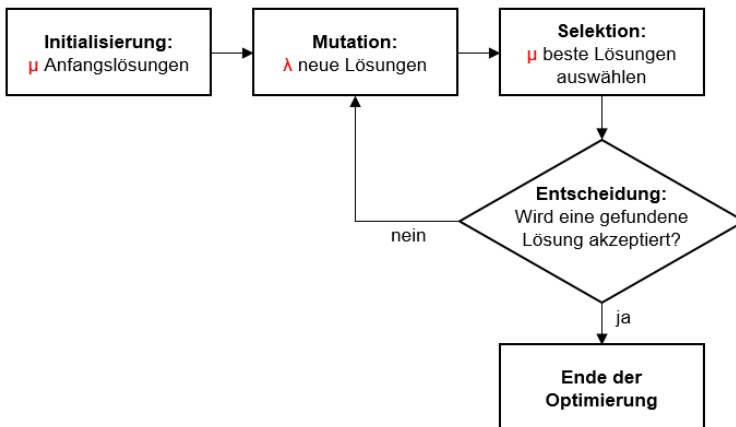 Initialisierung:
μ Anfangslösungen
Mutation:
λ neue Lösungen
Selektion:
μ beste Lösungen
auswählen
Entscheidung:
Wird eine gefundene
Lösung akzeptiert?
nein
ja
Ende der
Optimierung